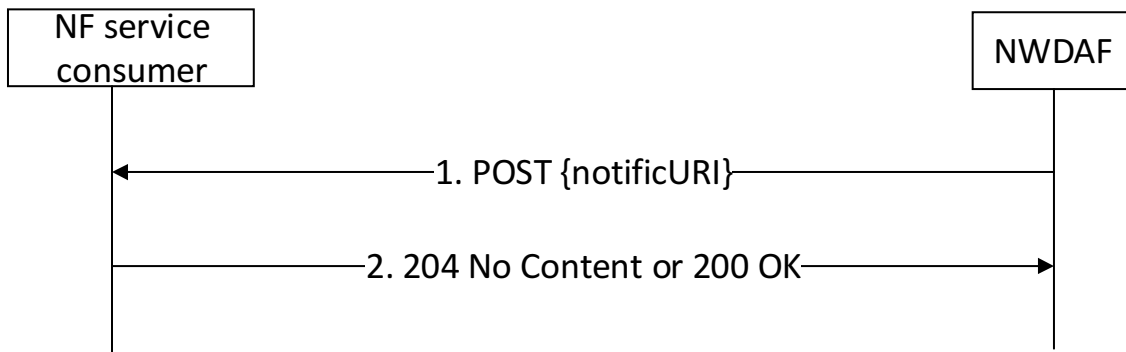 NF service
consumer
NWDAF
1. POST {notificURI}
2. 204 No Content or 200 OK